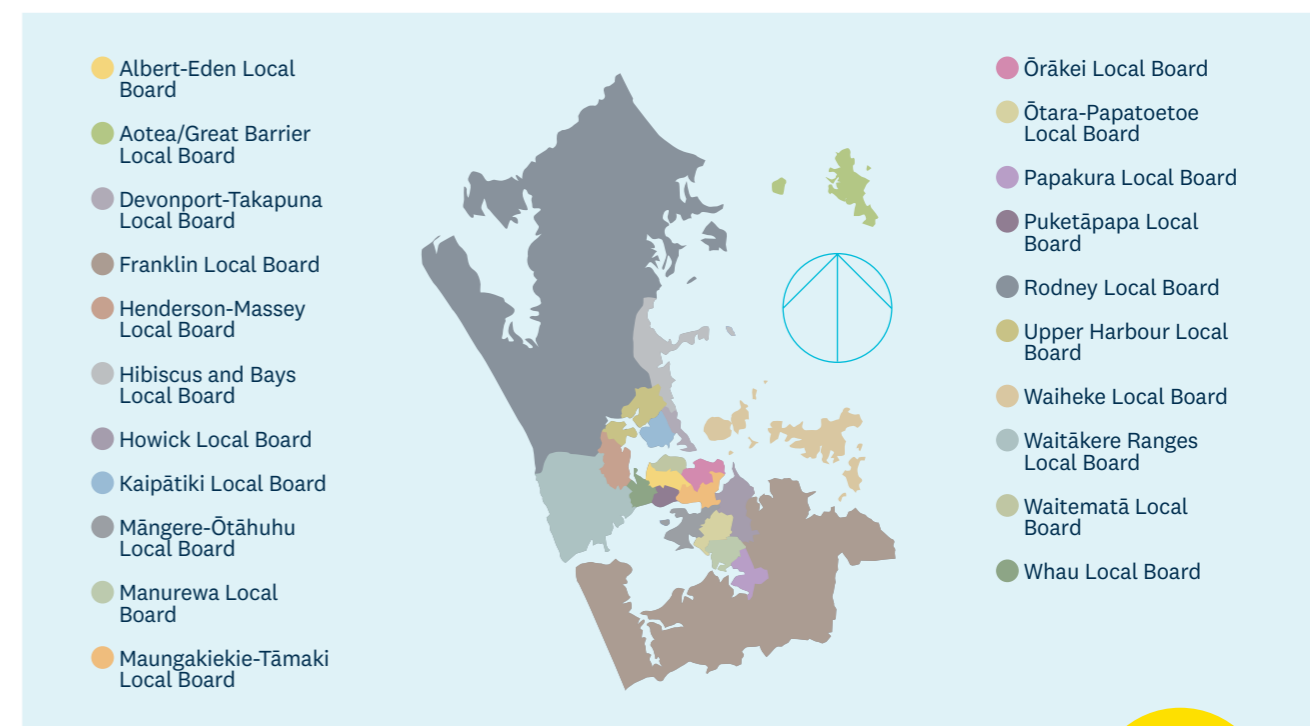 Albert-Eden Local
Board
Aotea/Great Barrier
Local Board
Devonport-Takapuna
Local Board
Franklin Local Board
Henderson-Massey
Local Board
Hibiscus and Bays
Local Board
Howick Local Board
Kaipātiki Local Board
Māngere-Ōtāhuhu
Local Board
Manurewa Local
Board
Maungakiekie-Tāmaki
Local Board
Ōrākei Local Board
Ōtara-Papatoetoe
Local Board
Papakura Local Board
Puketāpapa Local
Board
Rodney Local Board
Upper Harbour Local
Board
Waiheke Local Board
Waitākere Ranges
Local Board
Waitematā Local
Board
Whau Local Board